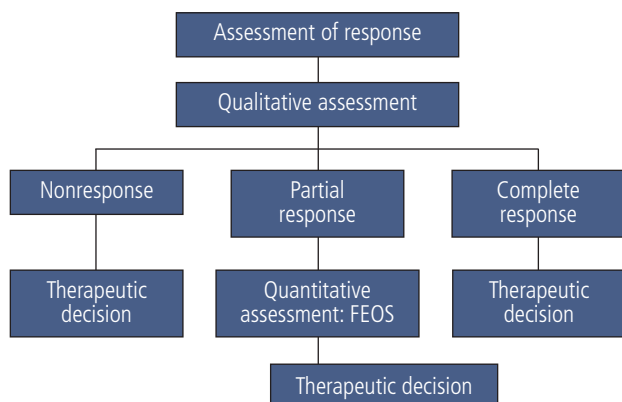 Assessment of response
Qualitative assessment
Nonresponse
Partial
response
Complete
response
Therapeutic
decision
Quantitative
assessment: FEOS
Therapeutic
decision
Therapeutic decision